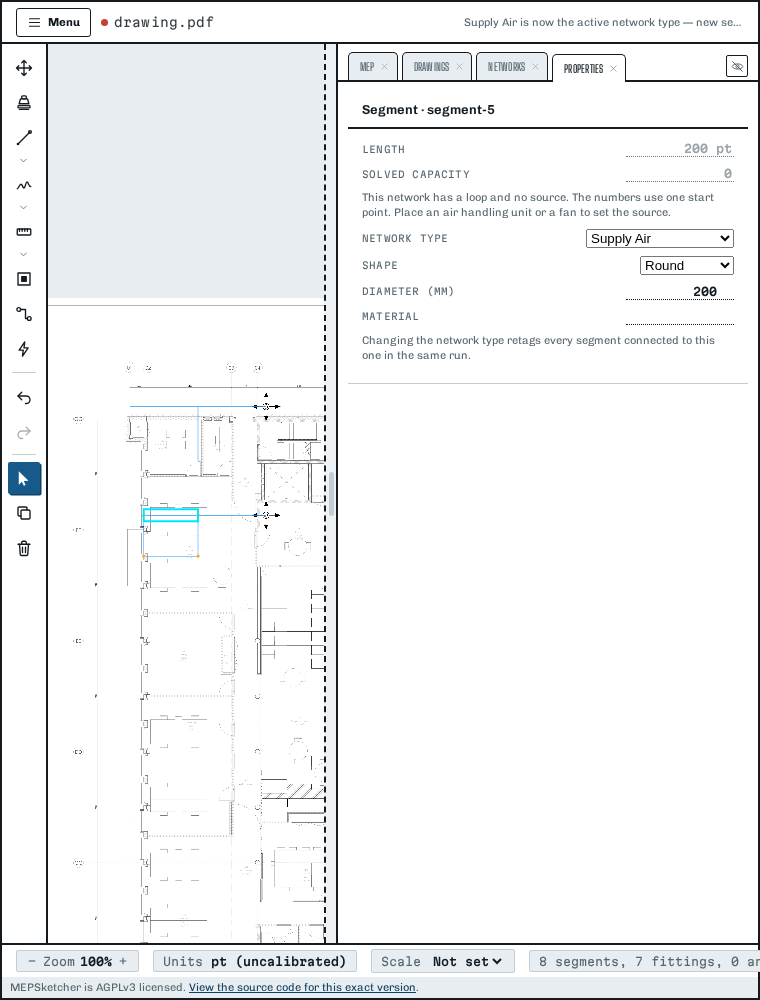 Menu
drawing.pdf
Supply Air is now the active network type — new se...
MEP
DRAWINGS
NETWORKS
PROPERTIES
Segment · segment-5
LENGTH
200 pt
SOLVED CAPACITY
0
This network has a loop and no source. The numbers use one start
point. Place an air handling unit or a fan to set the source.
NETWORK TYPE
Supply Air
SHAPE
Round
DIAMETER (MM)
200
MATERIAL
Changing the network type retags every segment connected to this
one in the same run.
− Zoom 100% +
Units pt (uncalibrated)
Scale Not set
8 segments, 7 fittings, 0 ar
MEPSketcher is AGPLv3 licensed. View the source code for this exact version.